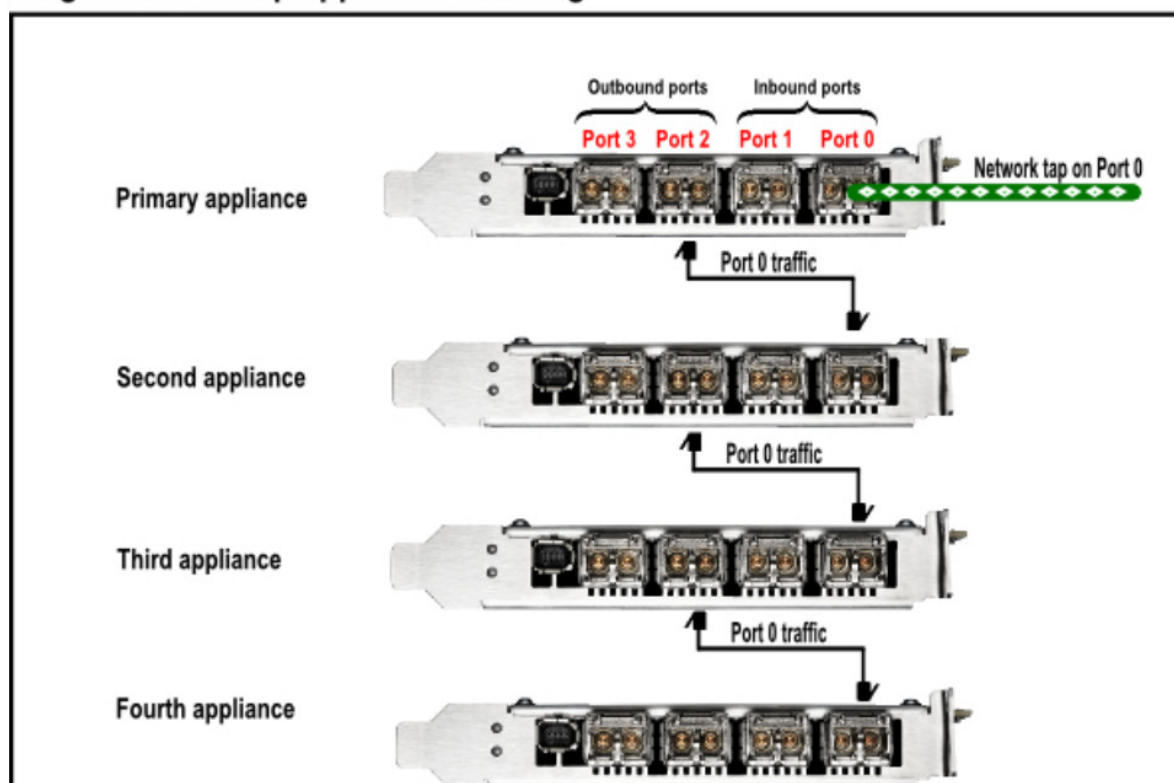 Outbound ports Inbound ports
Port 3 Port 2 Port 1 Port 0
Network tap on Port 0
Primary appliance
Port 0 traffic
Second appliance
Port 0 traffic
Third appliance
Port 0 traffic
Fourth appliance